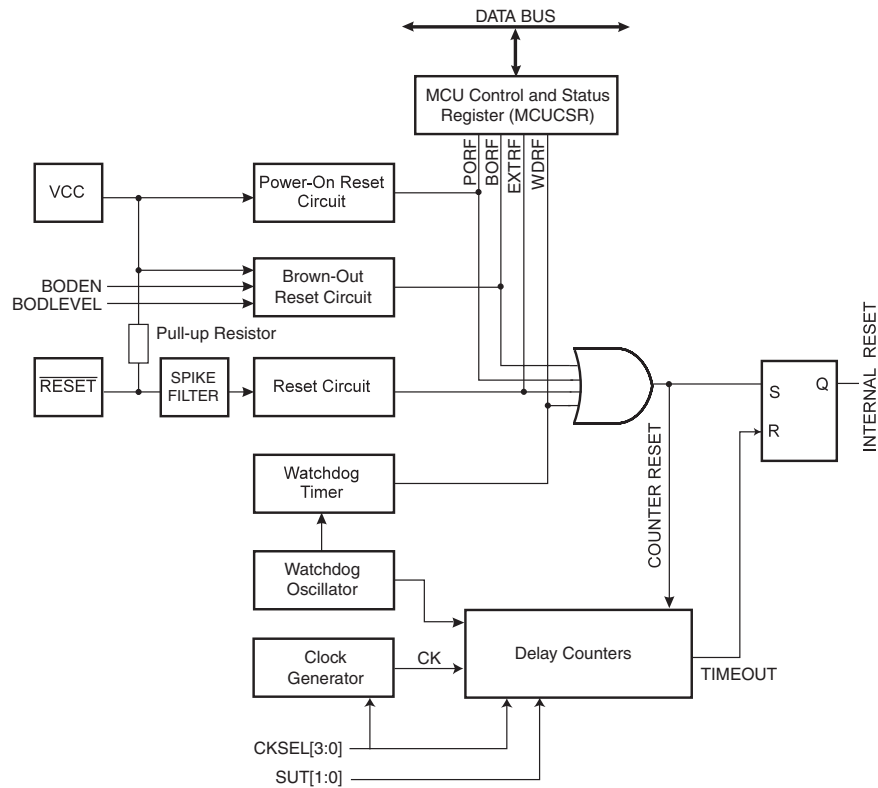 DATA BUS
MCU Control and Status
Register (MCUCSR)
PORF
BORF
EXTRF
WDRF
VCC
Power-On Reset
Circuit
BODEN
BODLEVEL
Brown-Out
Reset Circuit
Pull-up Resistor
RESET
SPIKE
FILTER
Reset Circuit
S
Q
R
INTERNAL RESET
Watchdog
Timer
COUNTER RESET
Watchdog
Oscillator
Clock
Generator
CK
Delay Counters
TIMEOUT
CKSEL[3:0]
SUT[1:0]